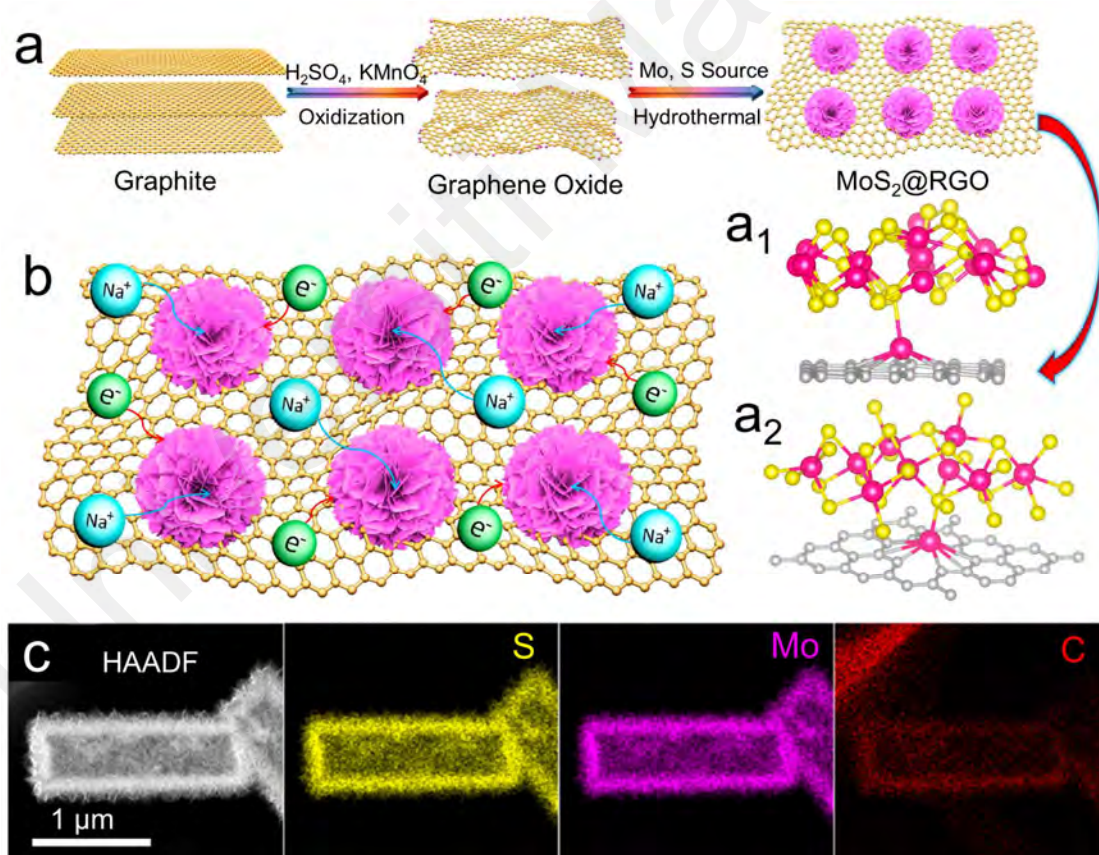 a
H₂SO₄, KMnO₄
Oxidization
Mo, S Source
Hydrothermal
Graphite
Graphene Oxide
MoS₂@RGO
a₁
b
Na⁺
e⁻
e⁻
Na⁺
e⁻
Na⁺
Na⁺
e⁻
Na⁺
e⁻
e⁻
Na⁺
a₂
c
HAADF
S
Mo
C
1 μm